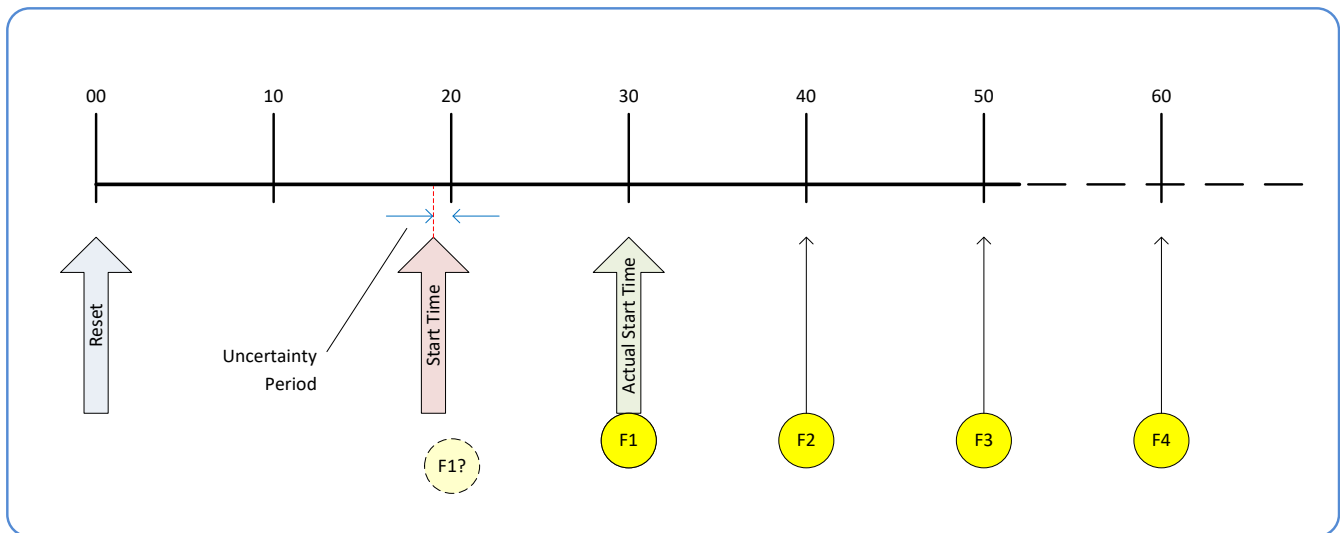 00 10 20 30 40 50 60
Reset
Start Time
Actual Start Time
Uncertainty
Period
F1 F2 F3 F4
F1?